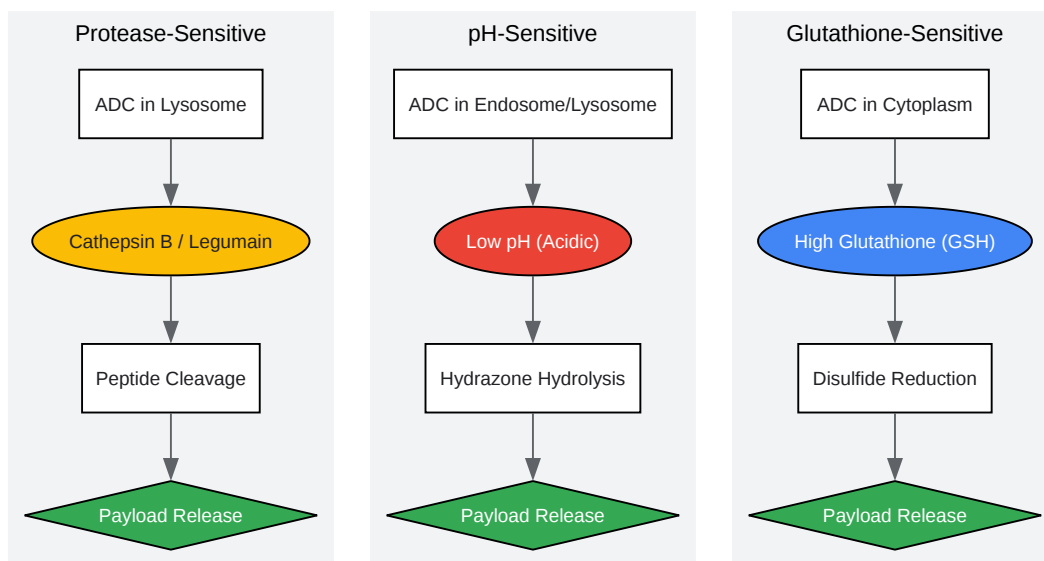 Protease-Sensitive
ADC in Lysosome
Cathepsin B / Legumain
Peptide Cleavage
Payload Release
pH-Sensitive
ADC in Endosome/Lysosome
Low pH (Acidic)
Hydrazone Hydrolysis
Payload Release
Glutathione-Sensitive
ADC in Cytoplasm
High Glutathione (GSH)
Disulfide Reduction
Payload Release